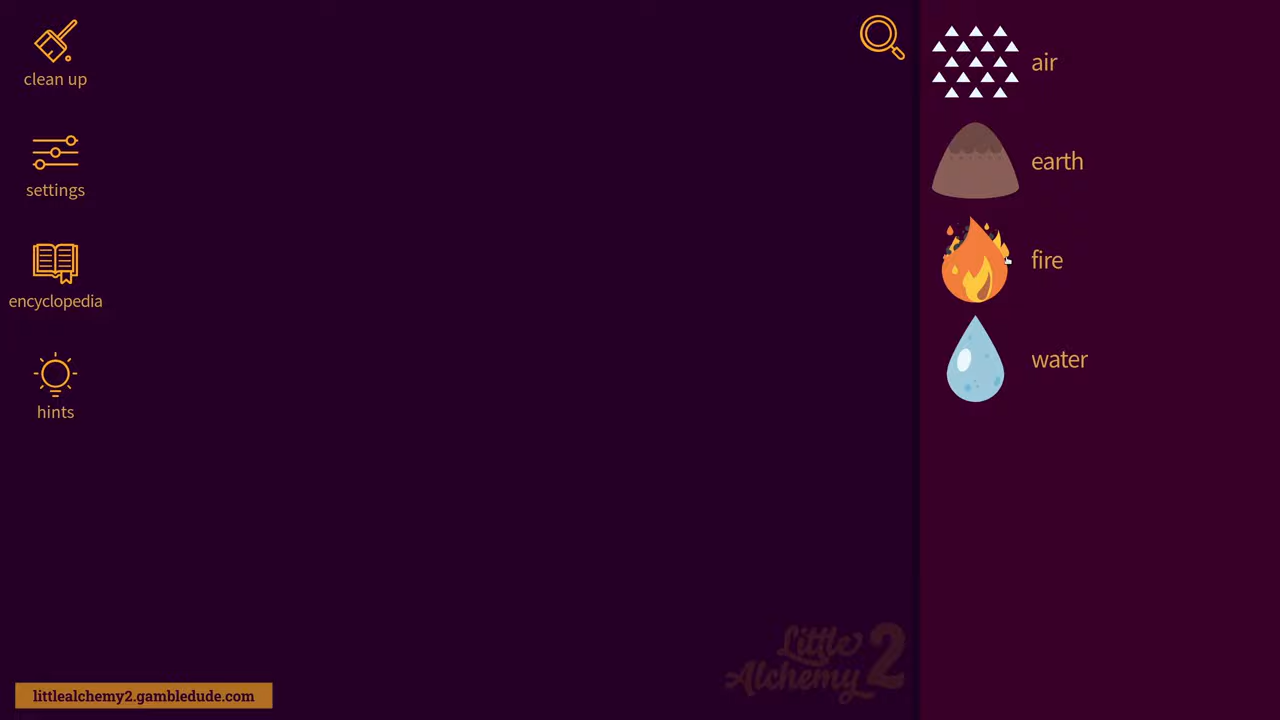 clean up
settings
encyclopedia
hints
air
earth
fire
water
Little
Alchemy 2
littlealchemy2.gambledude.com